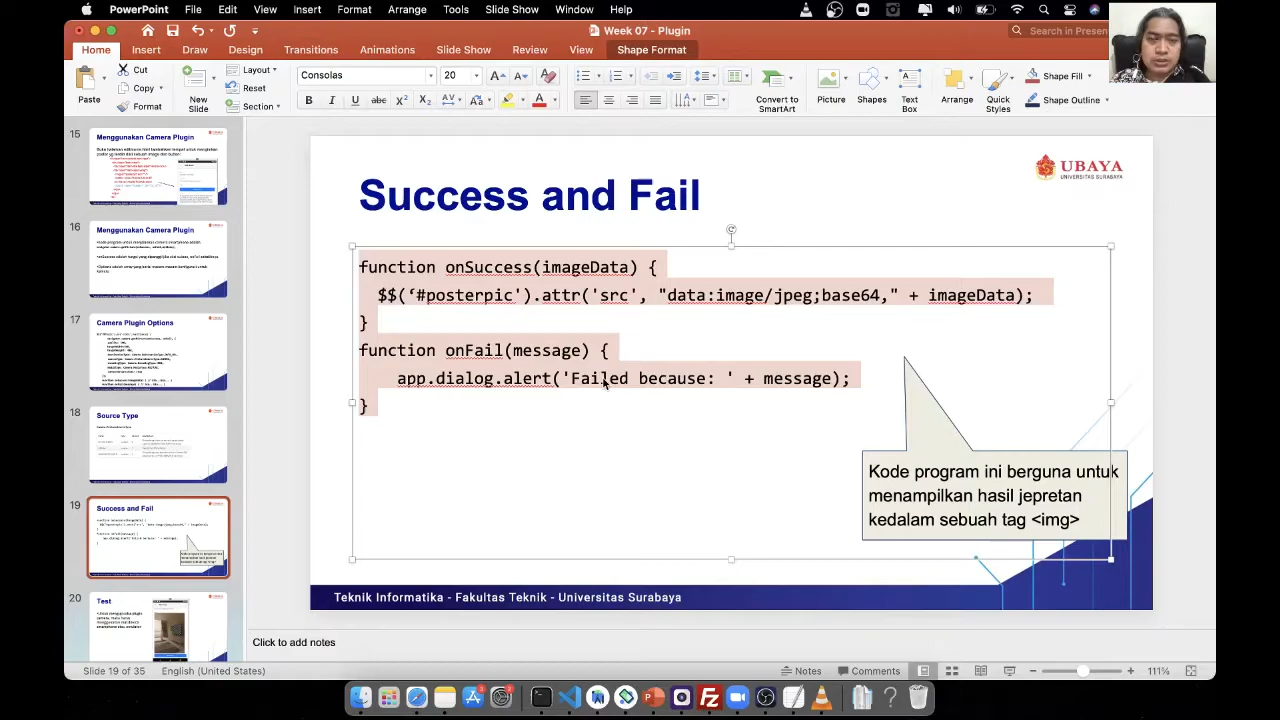 PowerPoint File Edit View Insert Format Arrange Tools Slide Show Window Help
Week 07 - Plugin
Search in Presen
Home Insert Draw Design Transitions Animations Slide Show Review View Shape Format
Paste
Cut
Copy
Format
New Slide
Layout
Reset
Section
Consolas 20
Convert to SmartArt
Picture
Shapes
Text Box
Arrange
Quick Styles
Shape Fill
Shape Outline
15
Menggunakan Camera Plugin
16
Menggunakan Camera Plugin
17
Camera Plugin Options
18
Source Type
19
Success and Fail
20
Test
UBAYA
UNIVERSITAS SURABAYA
Success and Fail
function onSuccess(imageData) {
$$(‘#posterpic').attr('src', "data:image/jpeg;base64," + imageData);
}
function onFail(message) {
app.dialog.alert('Failed because: ' + message);
}
Kode program ini berguna untuk
menampilkan hasil jepretan
kedalam sebuah tag <img>
Teknik Informatika - Fakultas Teknik - Universitas Surabaya
Click to add notes
Slide 19 of 35 English (United States) Notes Comments 111%